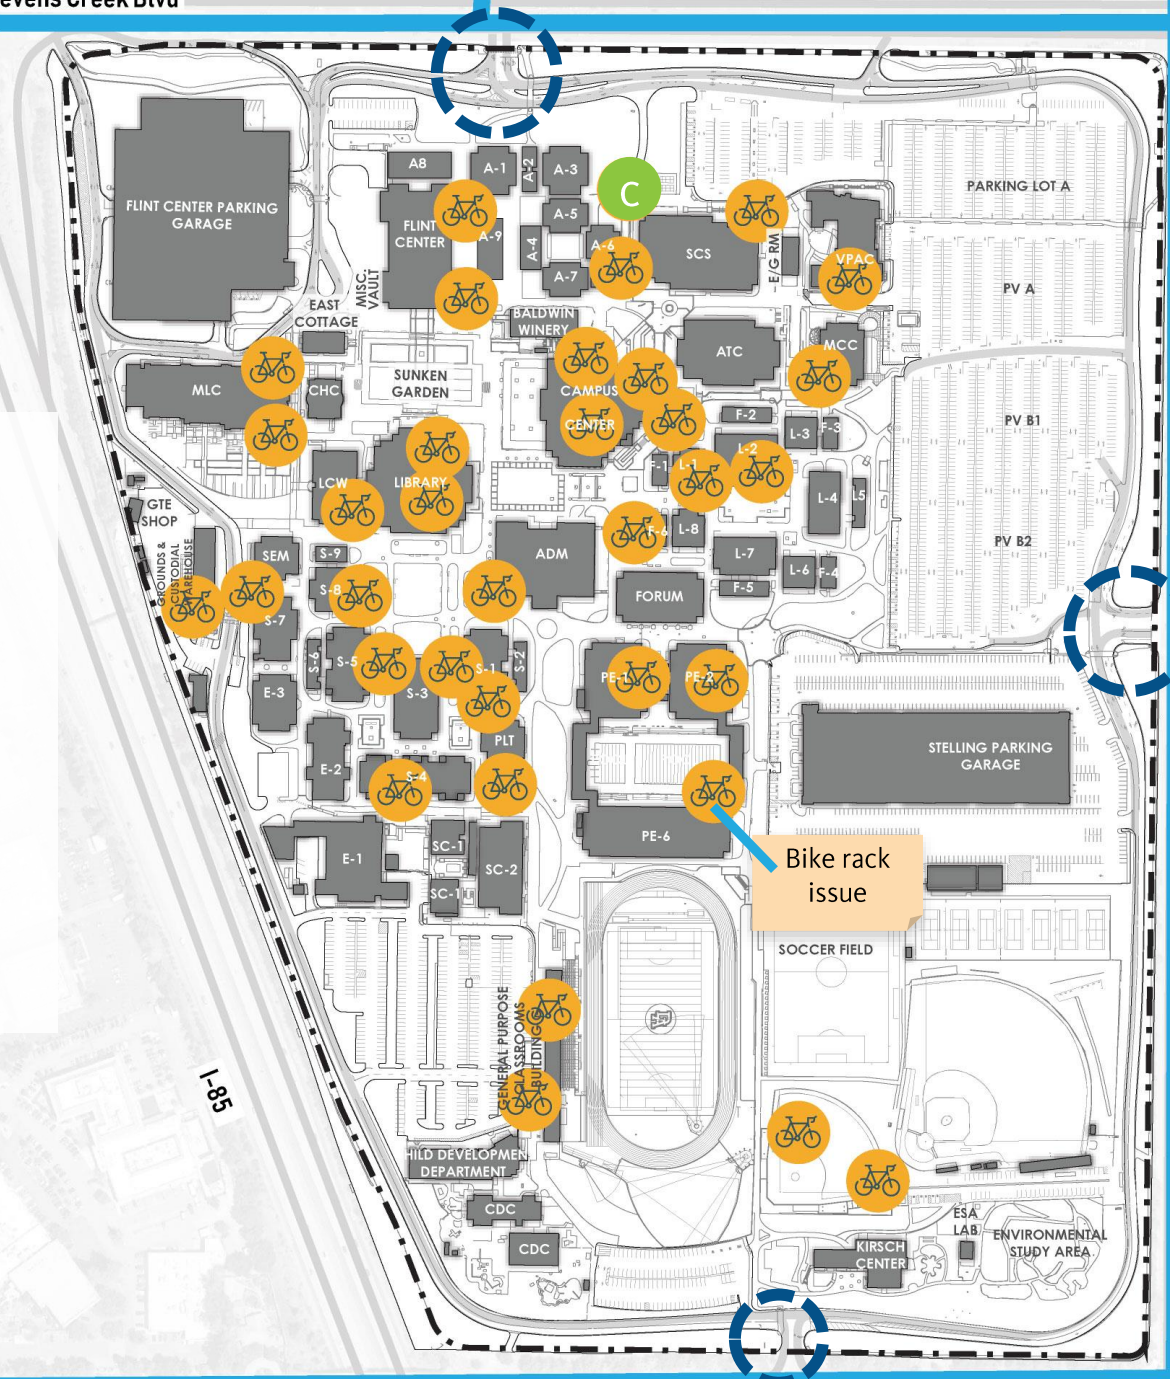 evens Creek Blvd
A8
A-1
A-2
A-3
C
FLINT CENTER PARKING
GARAGE
PARKING LOT A
A-5
FLINT
CENTER
A-9
A-4
A-6
SCS
E/G RM
VPAC
A-7
MISC.
VAULT
PV A
EAST
COTTAGE
BALDWIN
WINERY
ATC
MCC
MLC
CHC
SUNKEN
GARDEN
CAMPUS
CENTER
F-2
L-3
F-3
PV B1
L-2
F-1
L-1
LCW
LIBRARY
L-4
L5
GTE
SHOP
F-6
L-8
PV B2
GROUNDS &
CUSTODIAL
WAREHOUSE
SEM
S-9
ADM
L-7
L-6
F-4
S-8
FORUM
F-5
S-7
S-6
S-5
S-1
S-2
PE-1
PE-2
E-3
S-3
PLT
STELLING PARKING
GARAGE
E-2
S-4
PE-6
E-1
SC-1
SC-2
SC-1
Bike rack
issue
SOCCER FIELD
GENERAL PURPOSE
CLASSROOMS
BUILDING
I-85
HILD DEVELOPMEN
DEPARTMENT
CDC
CDC
KIRSCH
CENTER
ESA
LAB
ENVIRONMENTAL
STUDY AREA